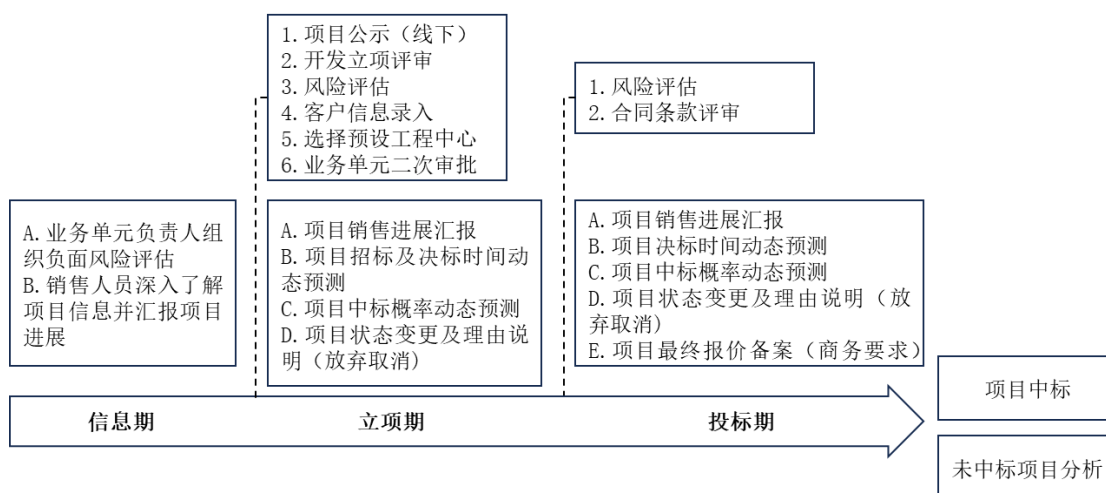 1. 项目公示（线下）
2. 开发立项评审
3. 风险评估
4. 客户信息录入
5. 选择预设工程中心
6. 业务单元二次审批
1. 风险评估
2. 合同条款评审
A. 业务单元负责人组
织负面风险评估
B. 销售人员深入了解
项目信息并汇报项目
进展
A. 项目销售进展汇报
B. 项目招标及决标时间动
态预测
C. 项目中标概率动态预测
D. 项目状态变更及理由说
明（放弃取消)
A. 项目销售进展汇报
B. 项目决标时间动态预测
C. 项目中标概率动态预测
D. 项目状态变更及理由说明（放
弃取消)
E. 项目最终报价备案（商务要求）
信息期
立项期
投标期
项目中标
未中标项目分析